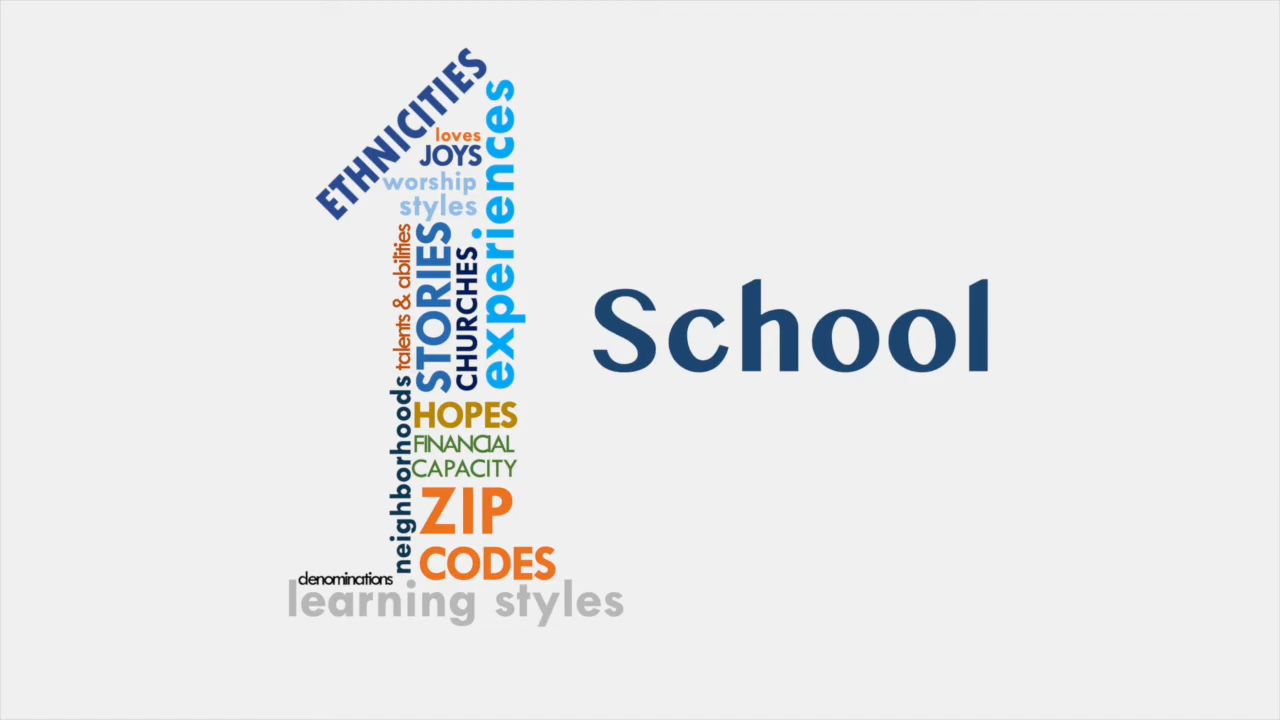 ETHNICITIES
loves
JOYS
worship
styles
experiences
talents & abilities
STORIES
CHURCHES
neighborhoods
HOPES
FINANCIAL
CAPACITY
ZIP
CODES
denominations
learning styles
School